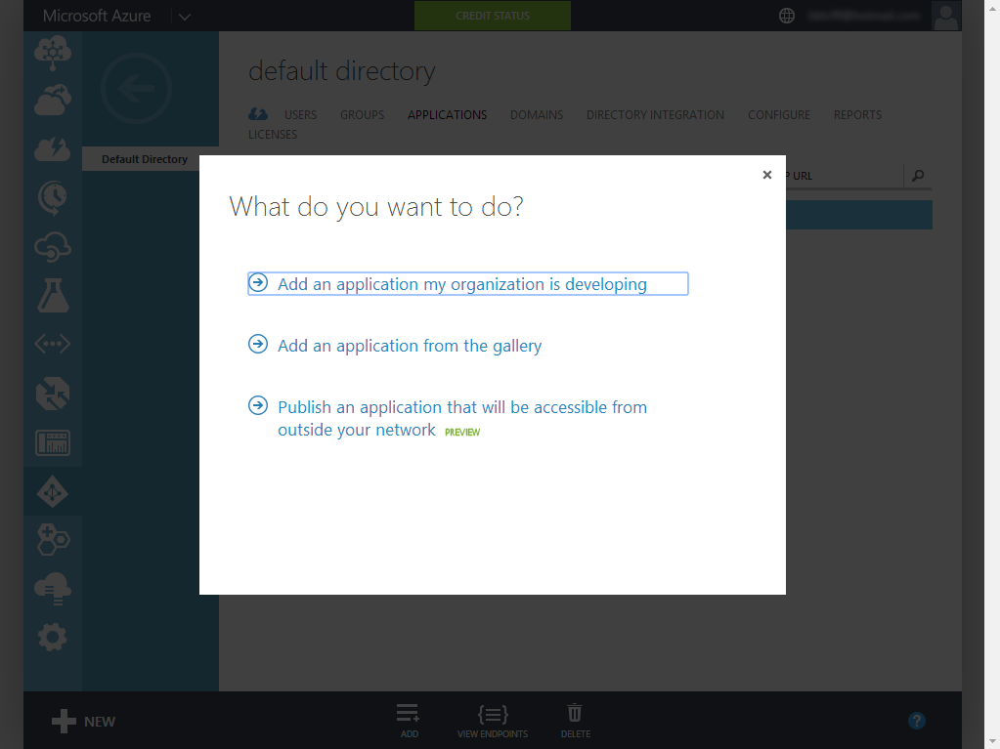 Microsoft Azure
CREDIT STATUS
default directory
USERS GROUPS APPLICATIONS DOMAINS DIRECTORY INTEGRATION CONFIGURE REPORTS
LICENSES
Default Directory
P URL
What do you want to do?
Add an application my organization is developing
Add an application from the gallery
Publish an application that will be accessible from
outside your network PREVIEW
NEW
ADD
VIEW ENDPOINTS
DELETE
?